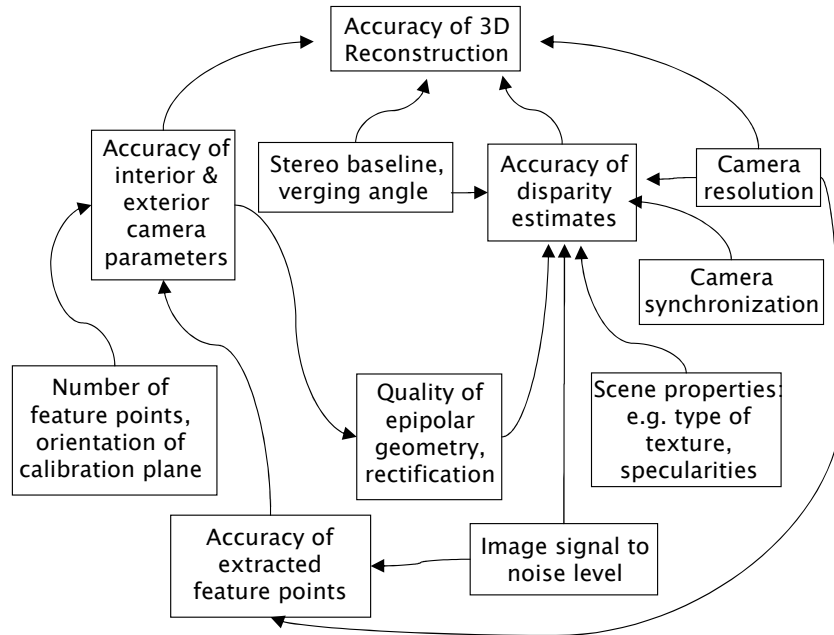 Accuracy of 3D
Reconstruction
Accuracy of
interior &
exterior
camera
parameters
Stereo baseline,
verging angle
Accuracy of
disparity
estimates
Camera
resolution
Camera
synchronization
Number of
feature points,
orientation of
calibration plane
Quality of
epipolar
geometry,
rectification
Scene properties:
e.g. type of
texture,
specularities
Accuracy of
extracted
feature points
Image signal to
noise level